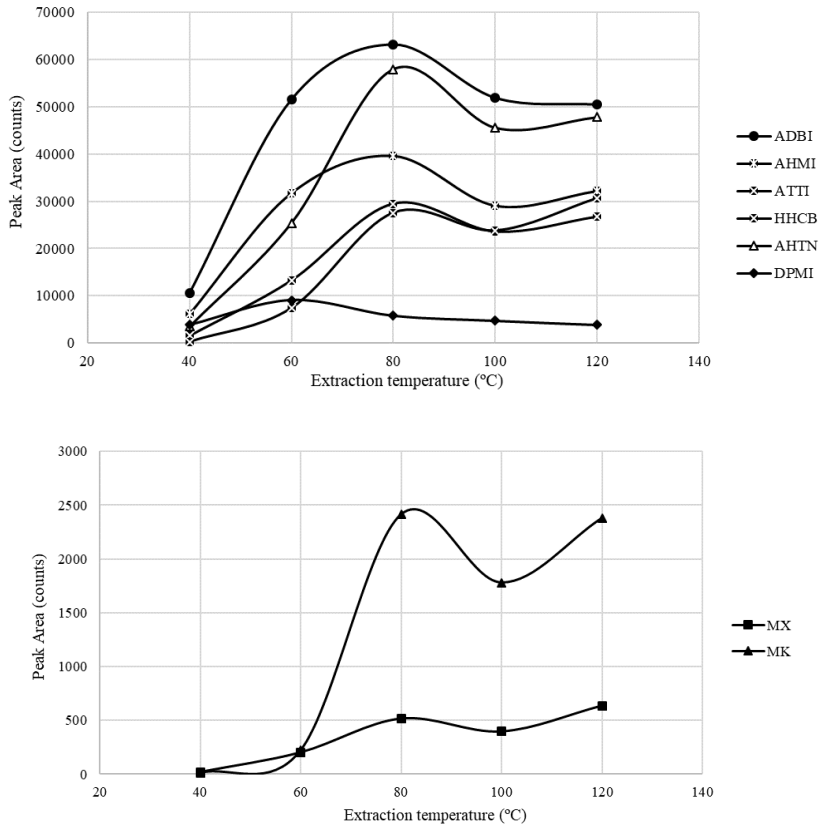 70000
60000
50000
40000
30000
20000
10000
0
Peak Area (counts)
20 40 60 80 100 120 140
Extraction temperature (ºC)
ADBI
AHMI
ATTI
HHCB
AHTN
DPMI
3000
2500
2000
1500
1000
500
0
Peak Area (counts)
20 40 60 80 100 120 140
Extraction temperature (ºC)
MX
MK